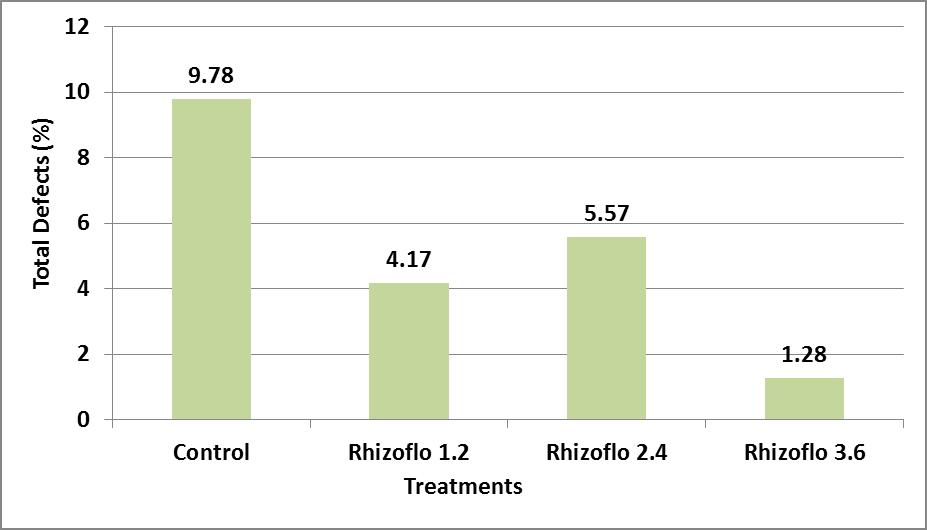 12
10
8
6
4
2
0
Total Defects (%)
9.78
4.17
5.57
1.28
Control
Rhizoflo 1.2
Rhizoflo 2.4
Rhizoflo 3.6
Treatments